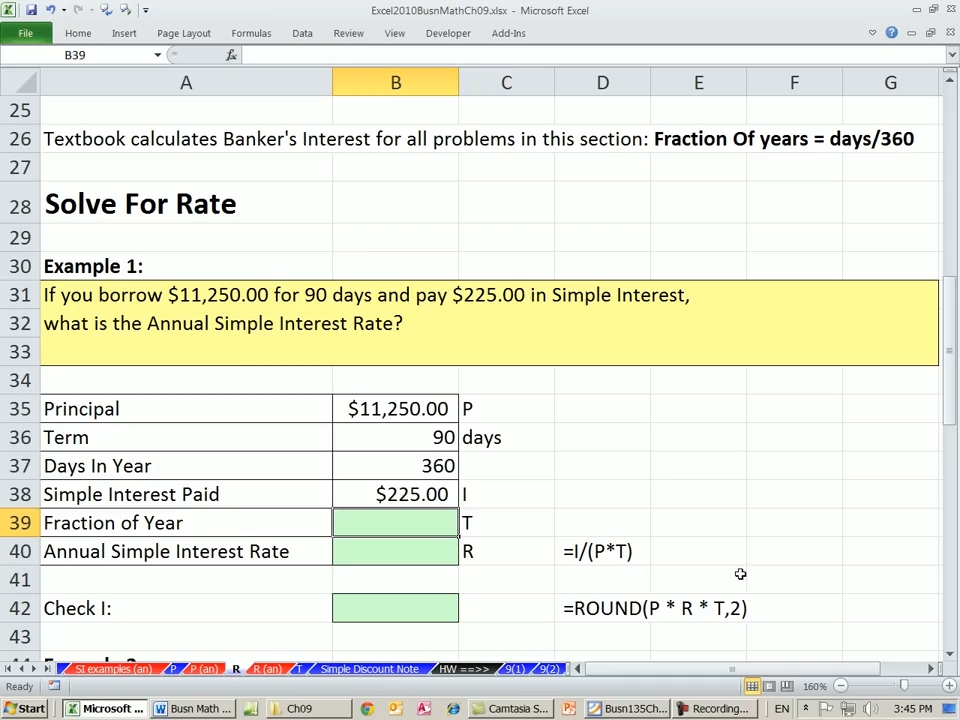 Excel2010BusnMathCh09.xlsx - Microsoft Excel
File Home Insert Page Layout Formulas Data Review View Developer Add-Ins
B39 fx
A B C D E F G
25
26 Textbook calculates Banker's Interest for all problems in this section: Fraction Of years = days/360
27
28 Solve For Rate
29
30 Example 1:
31 If you borrow $11,250.00 for 90 days and pay $225.00 in Simple Interest,
32 what is the Annual Simple Interest Rate?
33
34
35 Principal $11,250.00 P
36 Term 90 days
37 Days In Year 360
38 Simple Interest Paid $225.00 I
39 Fraction of Year T
40 Annual Simple Interest Rate R =I/(P*T)
41
42 Check I: =ROUND(P * R * T,2)
43
SI examples (an) P P (an) R R (an) T Simple Discount Note HW ==>> 9(1) 9(2)
Ready 160%
Start Microsoft ... Busn Math ... Ch09 Camtasia S... Busn135Ch... Recording... EN 3:45 PM